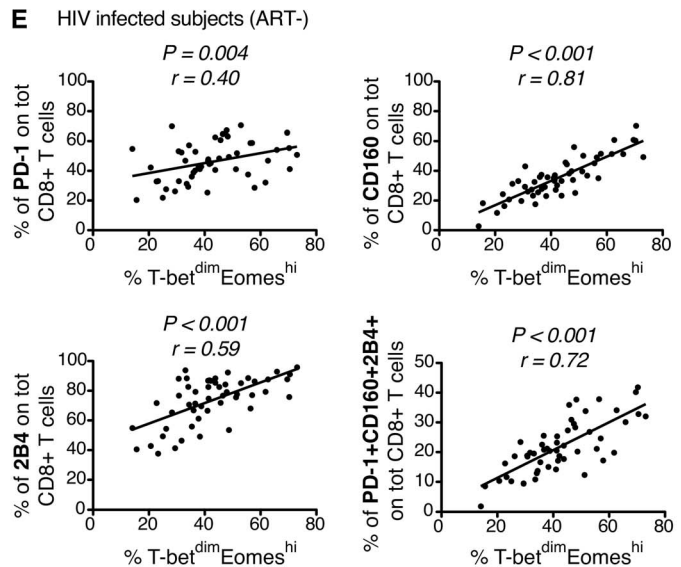 E HIV infected subjects (ART-)
P = 0.004
r = 0.40
% of PD-1 on tot
CD8+ T cells
100
80
60
40
20
0
0 20 40 60 80
% T-betdimEomeshi
P < 0.001
r = 0.81
% of CD160 on tot
CD8+ T cells
100
80
60
40
20
0
0 20 40 60 80
% T-betdimEomeshi
P < 0.001
r = 0.59
% of 2B4 on tot
CD8+ T cells
100
80
60
40
20
0
0 20 40 60 80
% T-betdimEomeshi
P < 0.001
r = 0.72
% of PD-1+CD160+2B4+
on tot CD8+ T cells
50
40
30
20
10
0
0 20 40 60 80
% T-betdimEomeshi